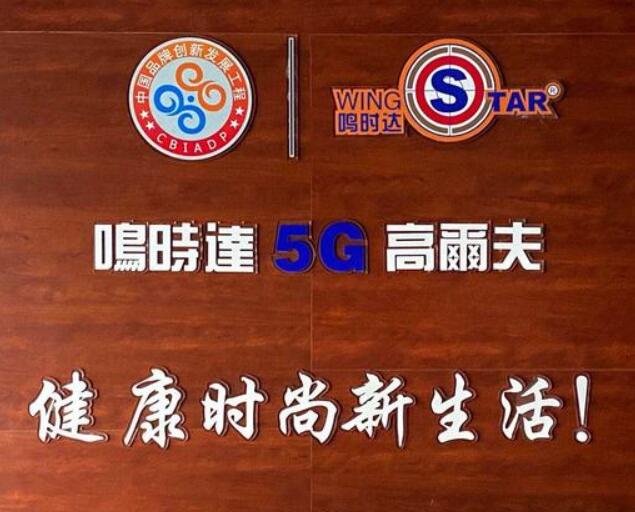 中国品牌创新发展工程
★★★CBIADP★★★
WING STAR®
鸣时达
鳴時達 5G 高爾夫
健康时尚新生活!